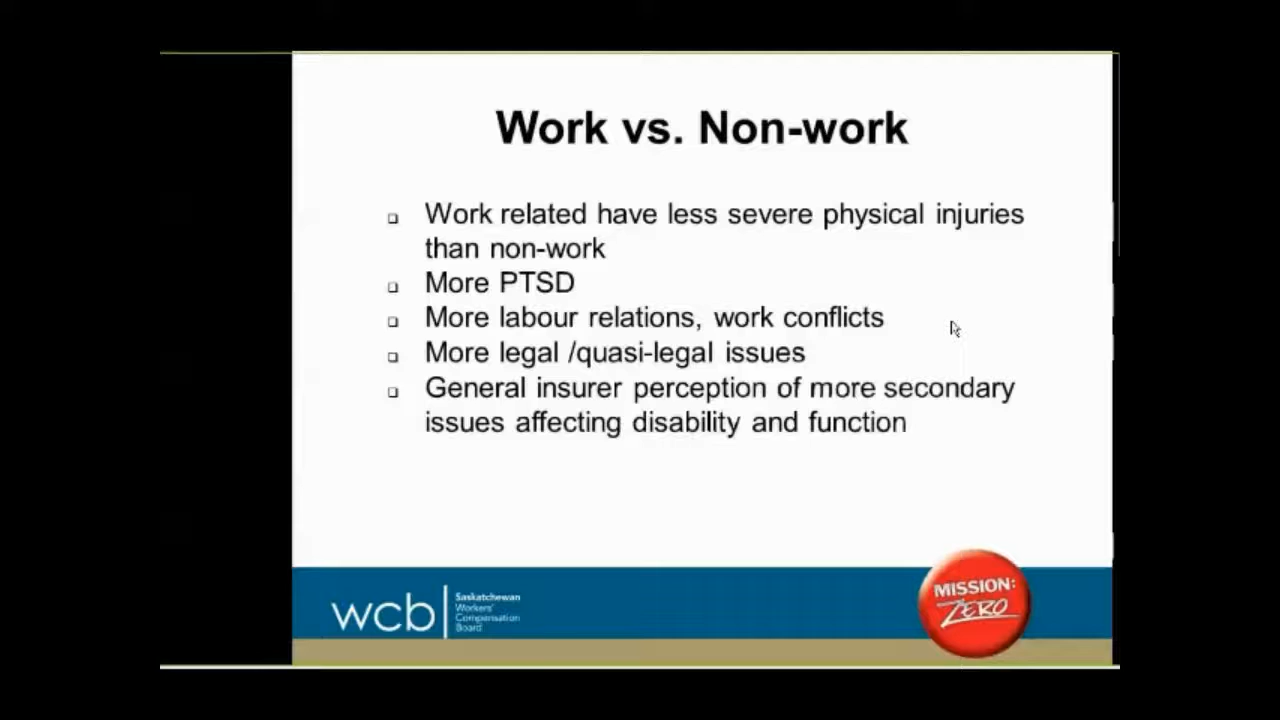 Work vs. Non-work
❑ Work related have less severe physical injuries
than non-work
❑ More PTSD
❑ More labour relations, work conflicts
❑ More legal /quasi-legal issues
❑ General insurer perception of more secondary
issues affecting disability and function
wcb
Saskatchewan
Workers'
Compensation
Board
MISSION:
ZERO